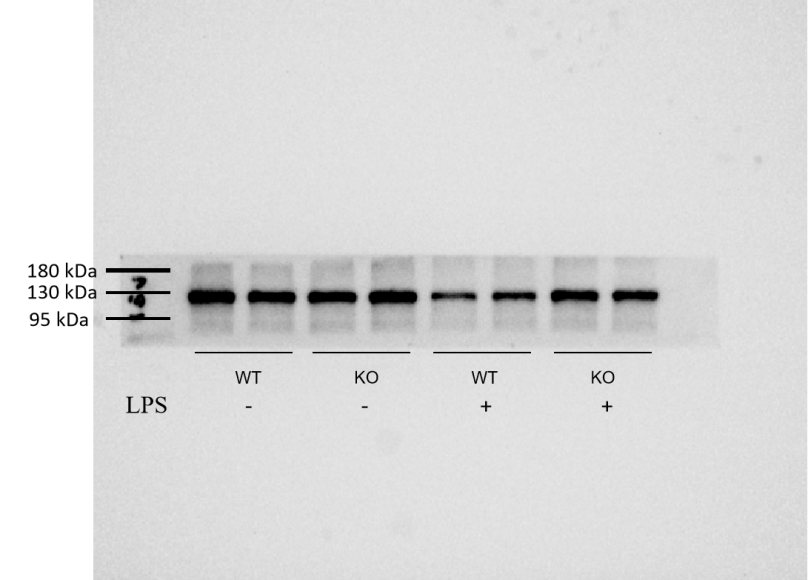 180 kDa
130 kDa
95 kDa
WT KO WT KO
LPS - - + +